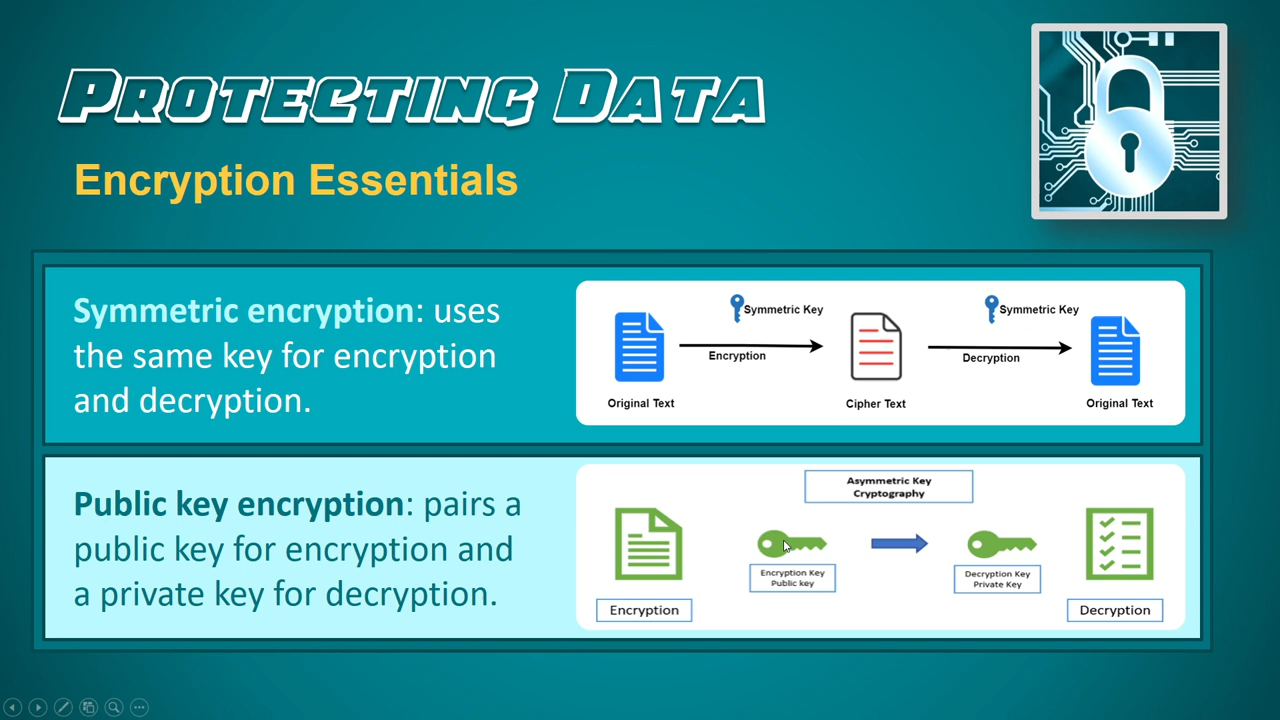 Protecting Data
Encryption Essentials
Symmetric encryption: uses
the same key for encryption
and decryption.
Symmetric Key
Encryption
Symmetric Key
Decryption
Original Text
Cipher Text
Original Text
Public key encryption: pairs a
public key for encryption and
a private key for decryption.
Asymmetric Key
Cryptography
Encryption Key
Public key
Decryption Key
Private Key
Encryption
Decryption